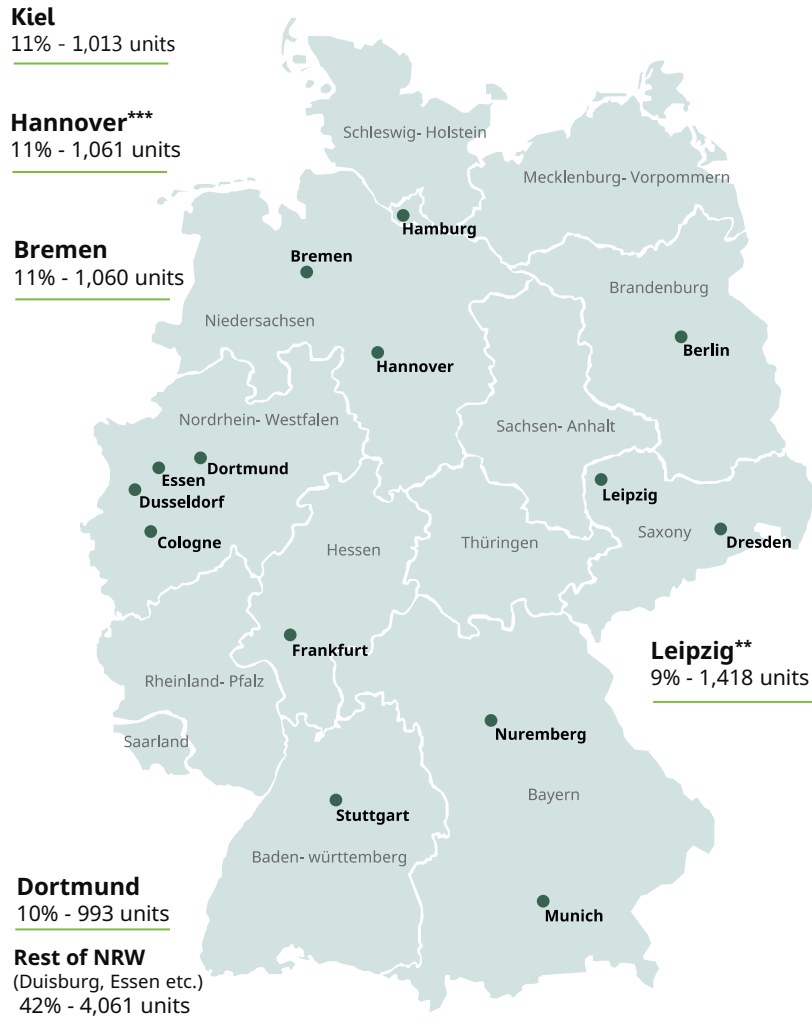 Kiel
11% - 1,013 units
Hannover***
11% - 1,061 units
Bremen
11% - 1,060 units
Schleswig- Holstein
Mecklenburg- Vorpommern
Hamburg
Bremen
Brandenburg
Niedersachsen
Berlin
Hannover
Nordrhein- Westfalen
Sachsen- Anhalt
Dortmund
Essen
Dusseldorf
Leipzig
Cologne
Hessen
Thüringen
Saxony
Dresden
Frankfurt
Leipzig**
9% - 1,418 units
Rheinland- Pfalz
Saarland
Nuremberg
Bayern
Stuttgart
Baden- württemberg
Munich
Dortmund
10% - 993 units
Rest of NRW
(Duisburg, Essen etc.)
42% - 4,061 units